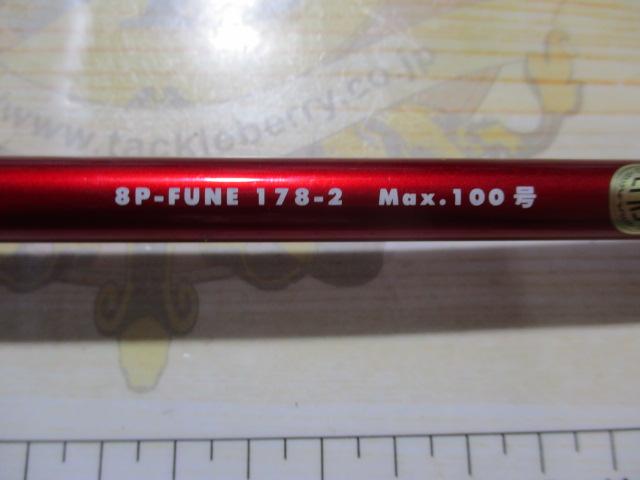 www.tackleberry.co.jp
8P-FUNE 178-2 Max.100号